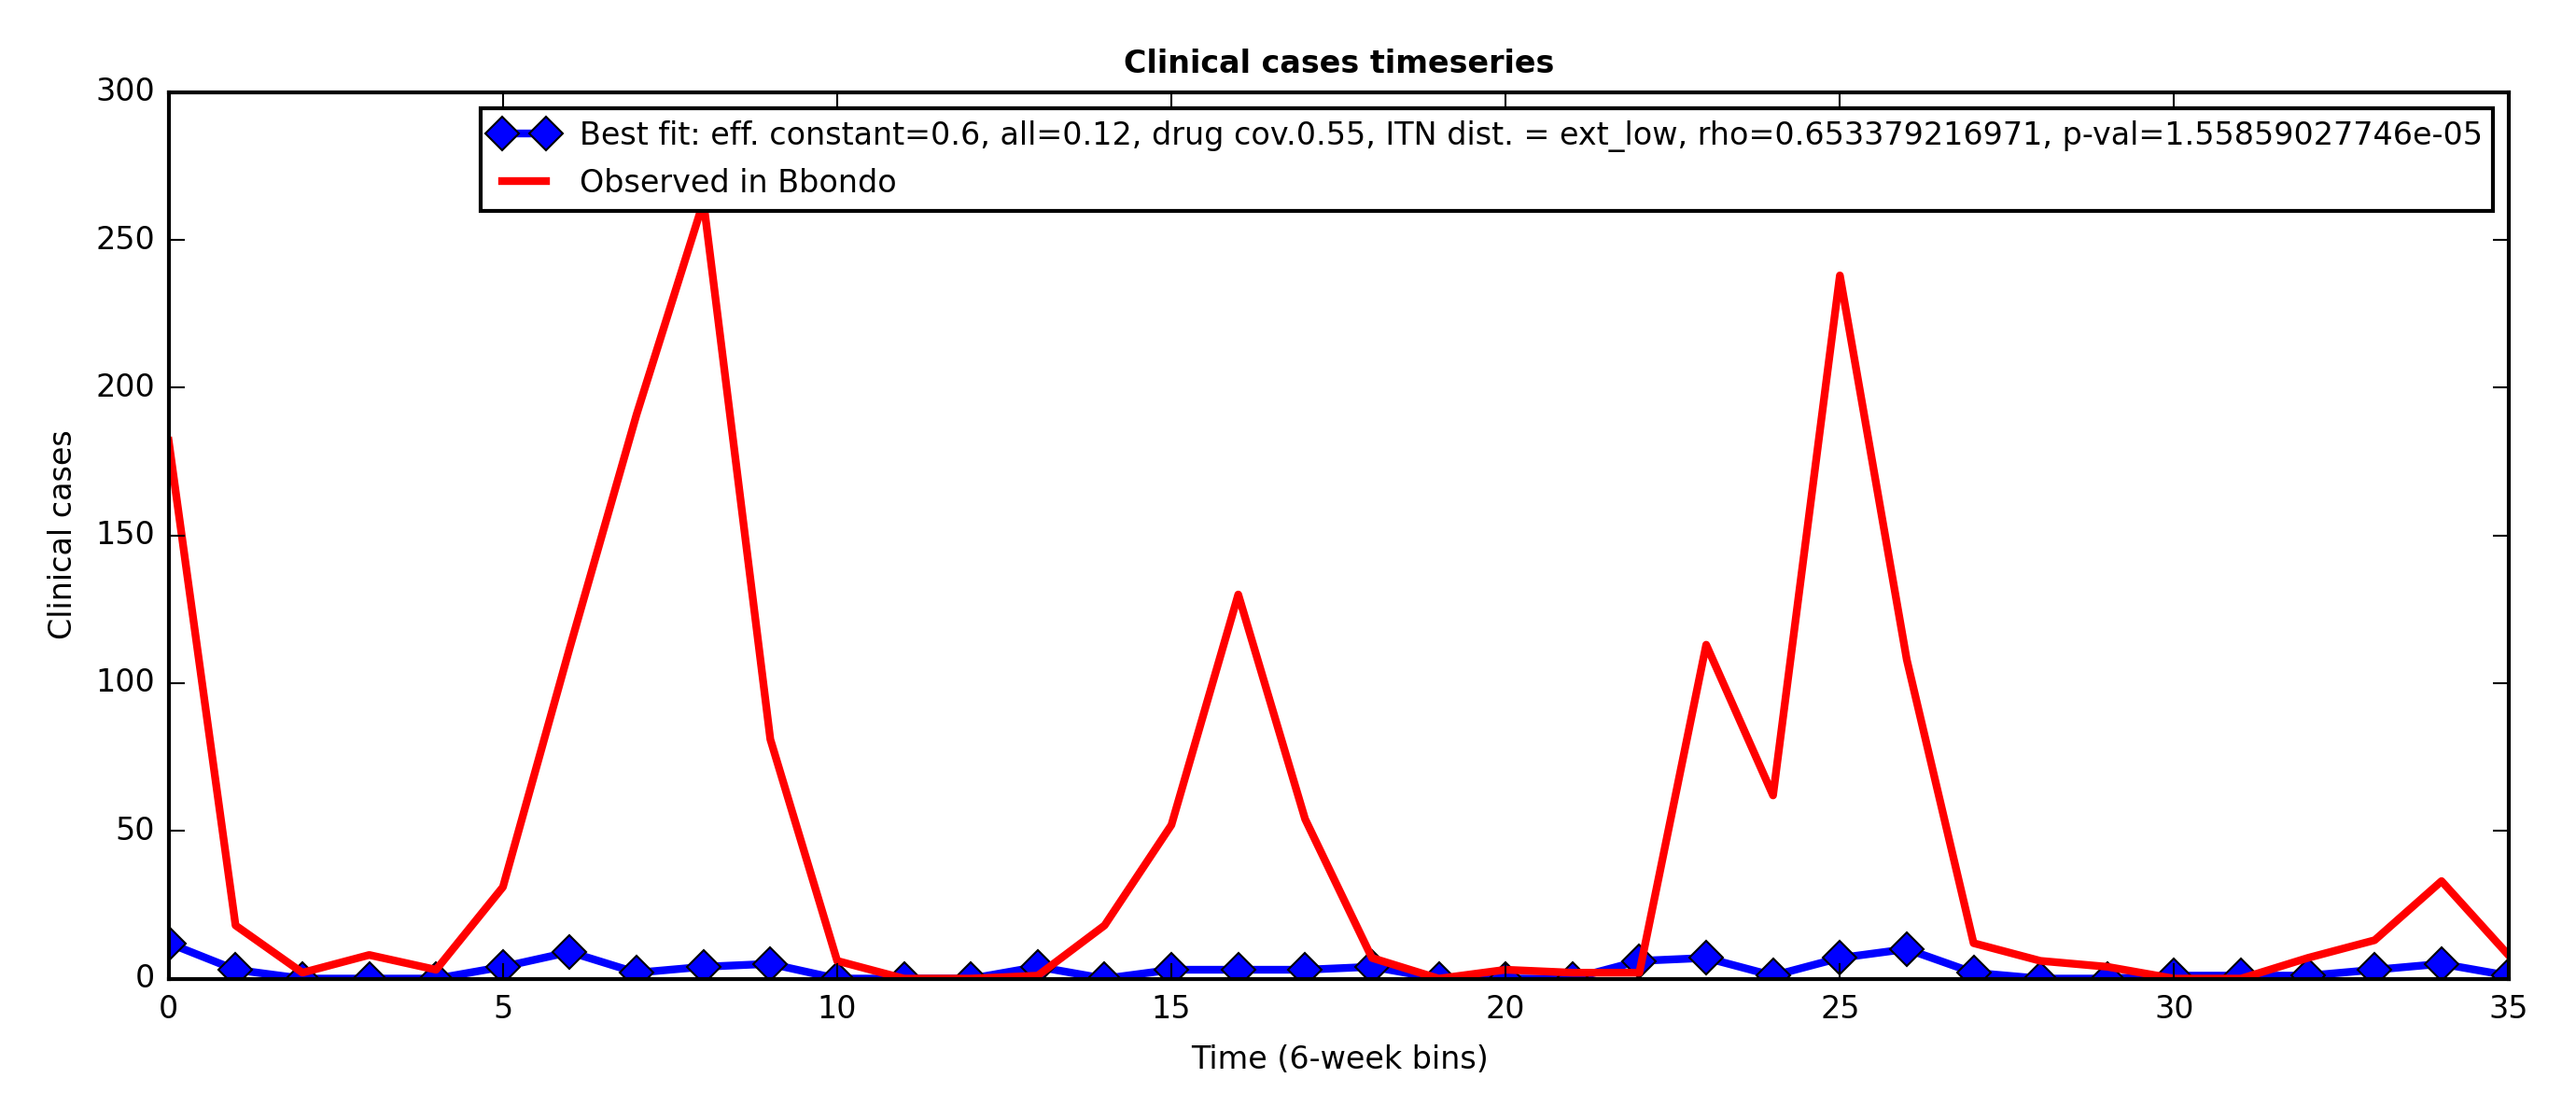 Clinical cases timeseries
300
250
200
150
100
50
0
Clinical cases
Best fit: eff. constant=0.6, all=0.12, drug cov.0.55, ITN dist. = ext_low, rho=0.653379216971, p-val=1.55859027746e-05
Observed in Bbondo
0 5 10 15 20 25 30 35
Time (6-week bins)